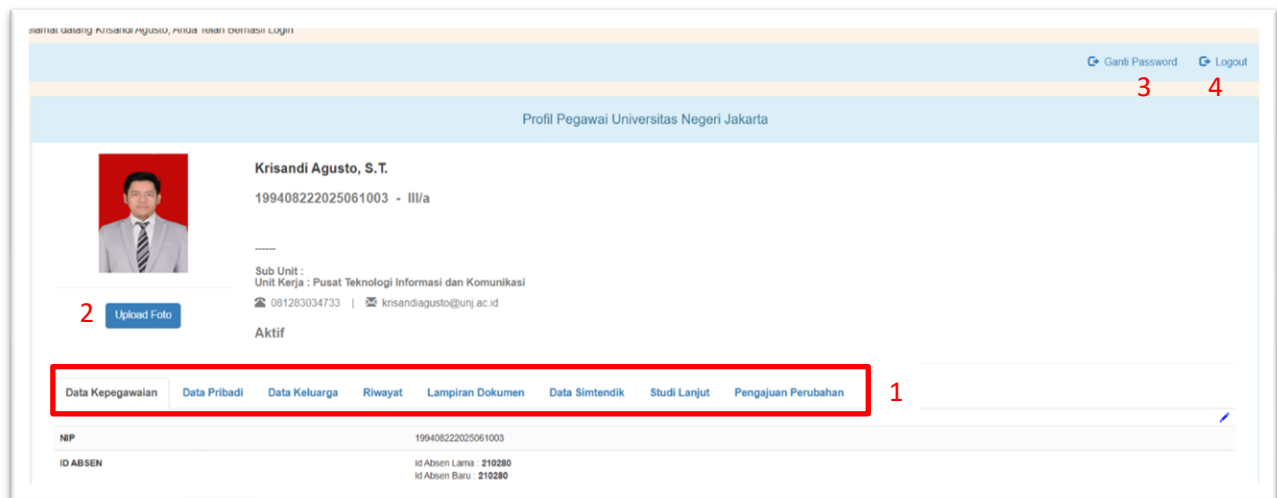 elamat datang Krisandi Agusto, Anda Telah Berhasil Login
Ganti Password Logout
3 4
Profil Pegawai Universitas Negeri Jakarta
Krisandi Agusto, S.T.
199408222025061003 - III/a
------
Sub Unit :
Unit Kerja : Pusat Teknologi Informasi dan Komunikasi
081283034733 | krisandiagusto@unj.ac.id
2 Upload Foto
Aktif
Data Kepegawaian Data Pribadi Data Keluarga Riwayat Lampiran Dokumen Data Simtendik Studi Lanjut Pengajuan Perubahan 1
NIP 199408222025061003
ID ABSEN Id Absen Lama : 210280
Id Absen Baru : 210280